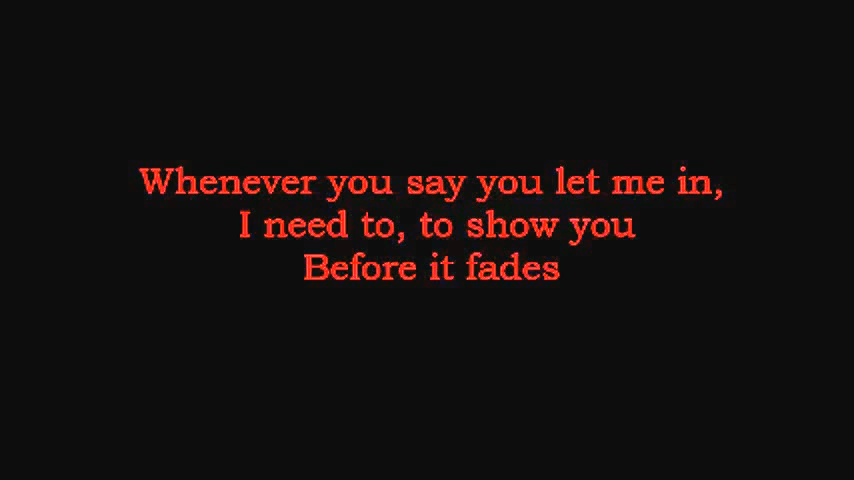 Whenever you say you let me in,
I need to, to show you
Before it fades